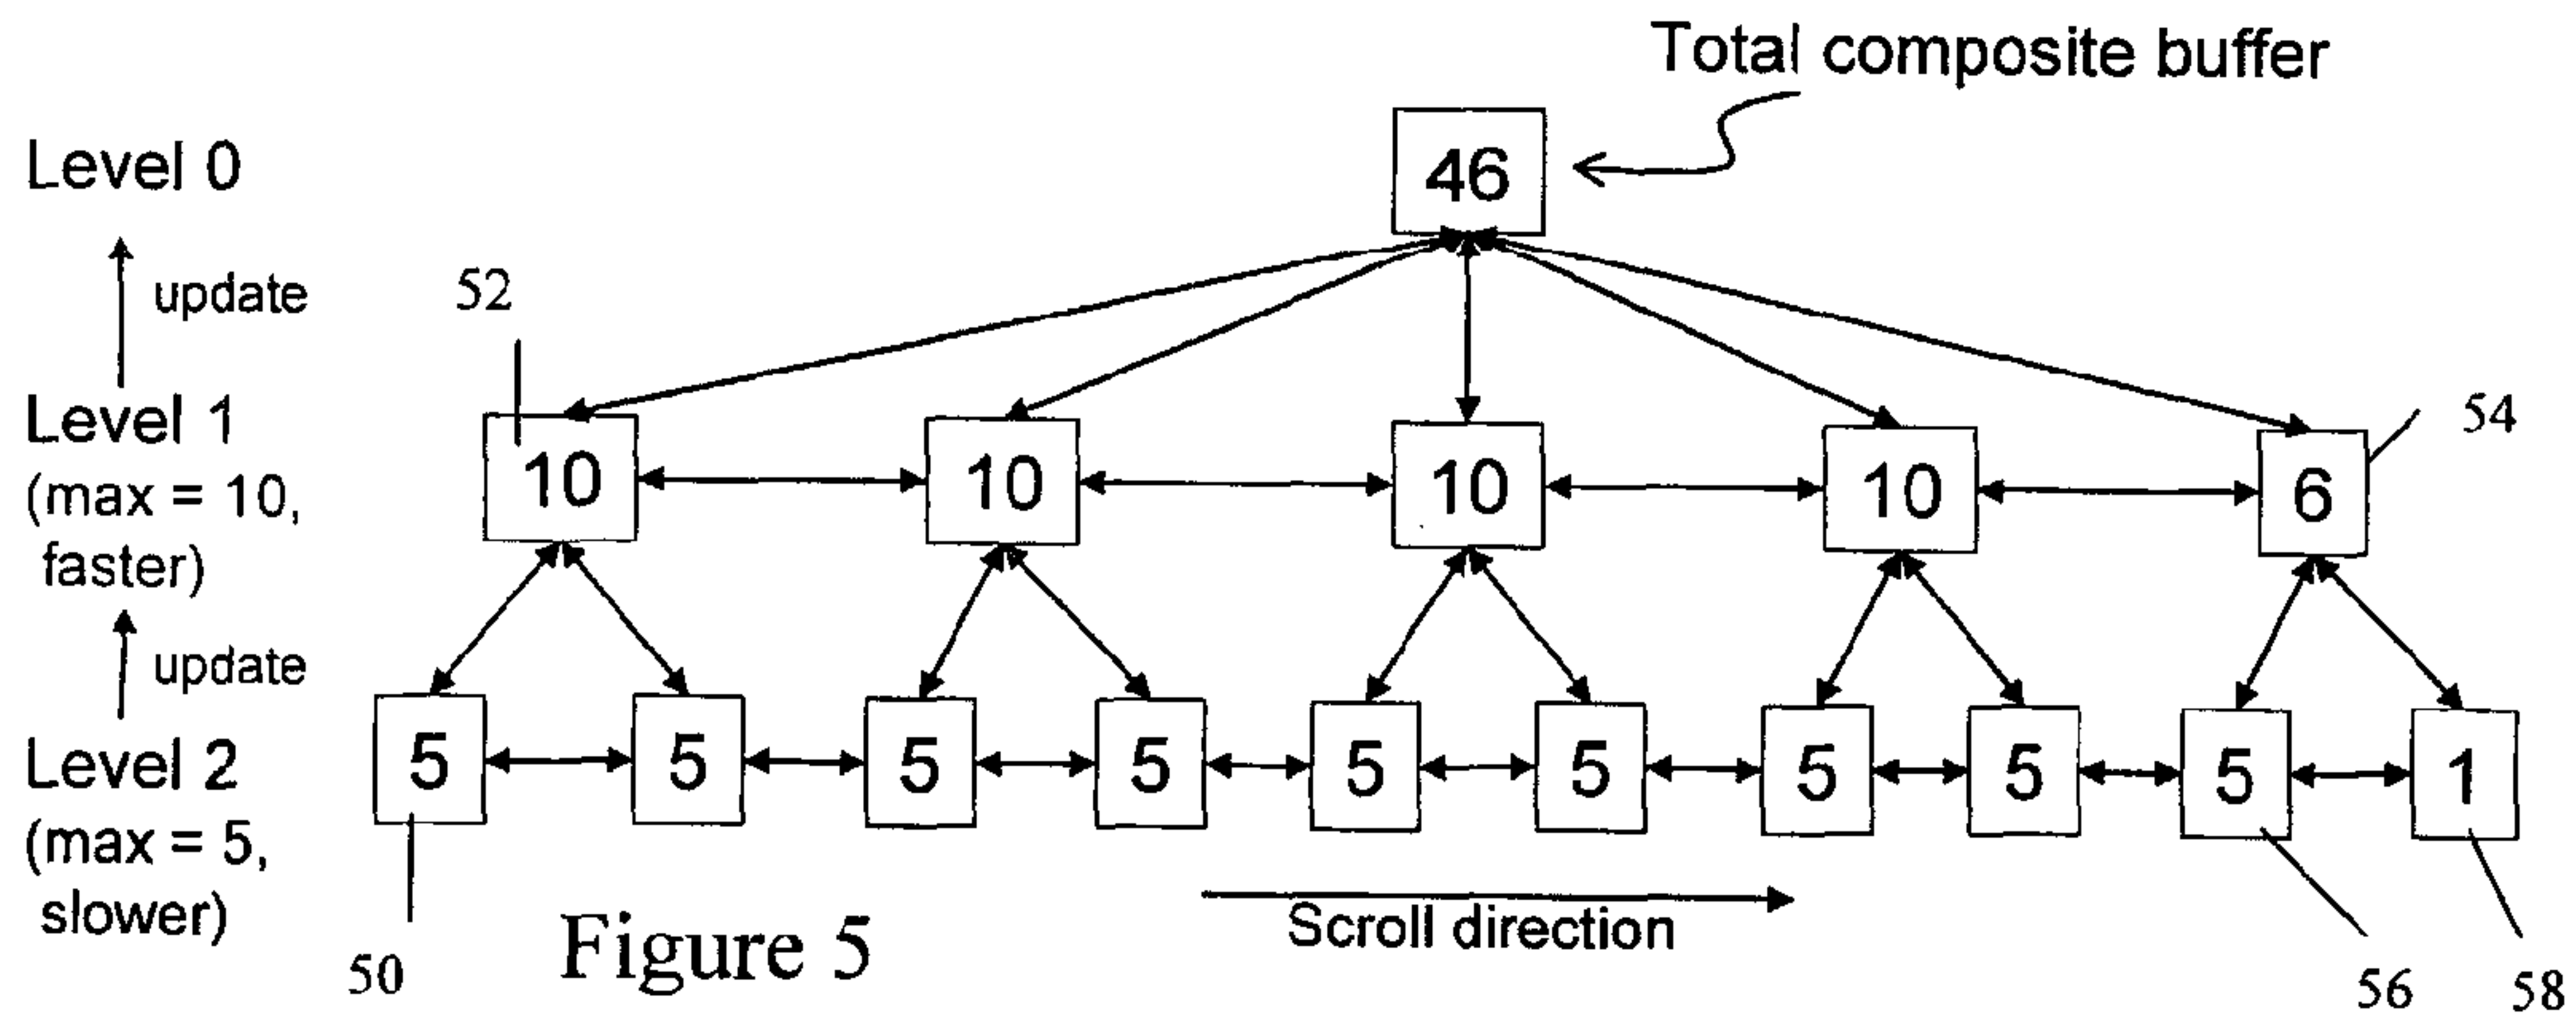 Total composite buffer
Level 0
46
update
52
Level 1
(max = 10,
faster)
10 10 10 10 6
54
update
Level 2
(max = 5,
slower)
5 5 5 5 5 5 5 5 5 1
Scroll direction
50
Figure 5
56
58